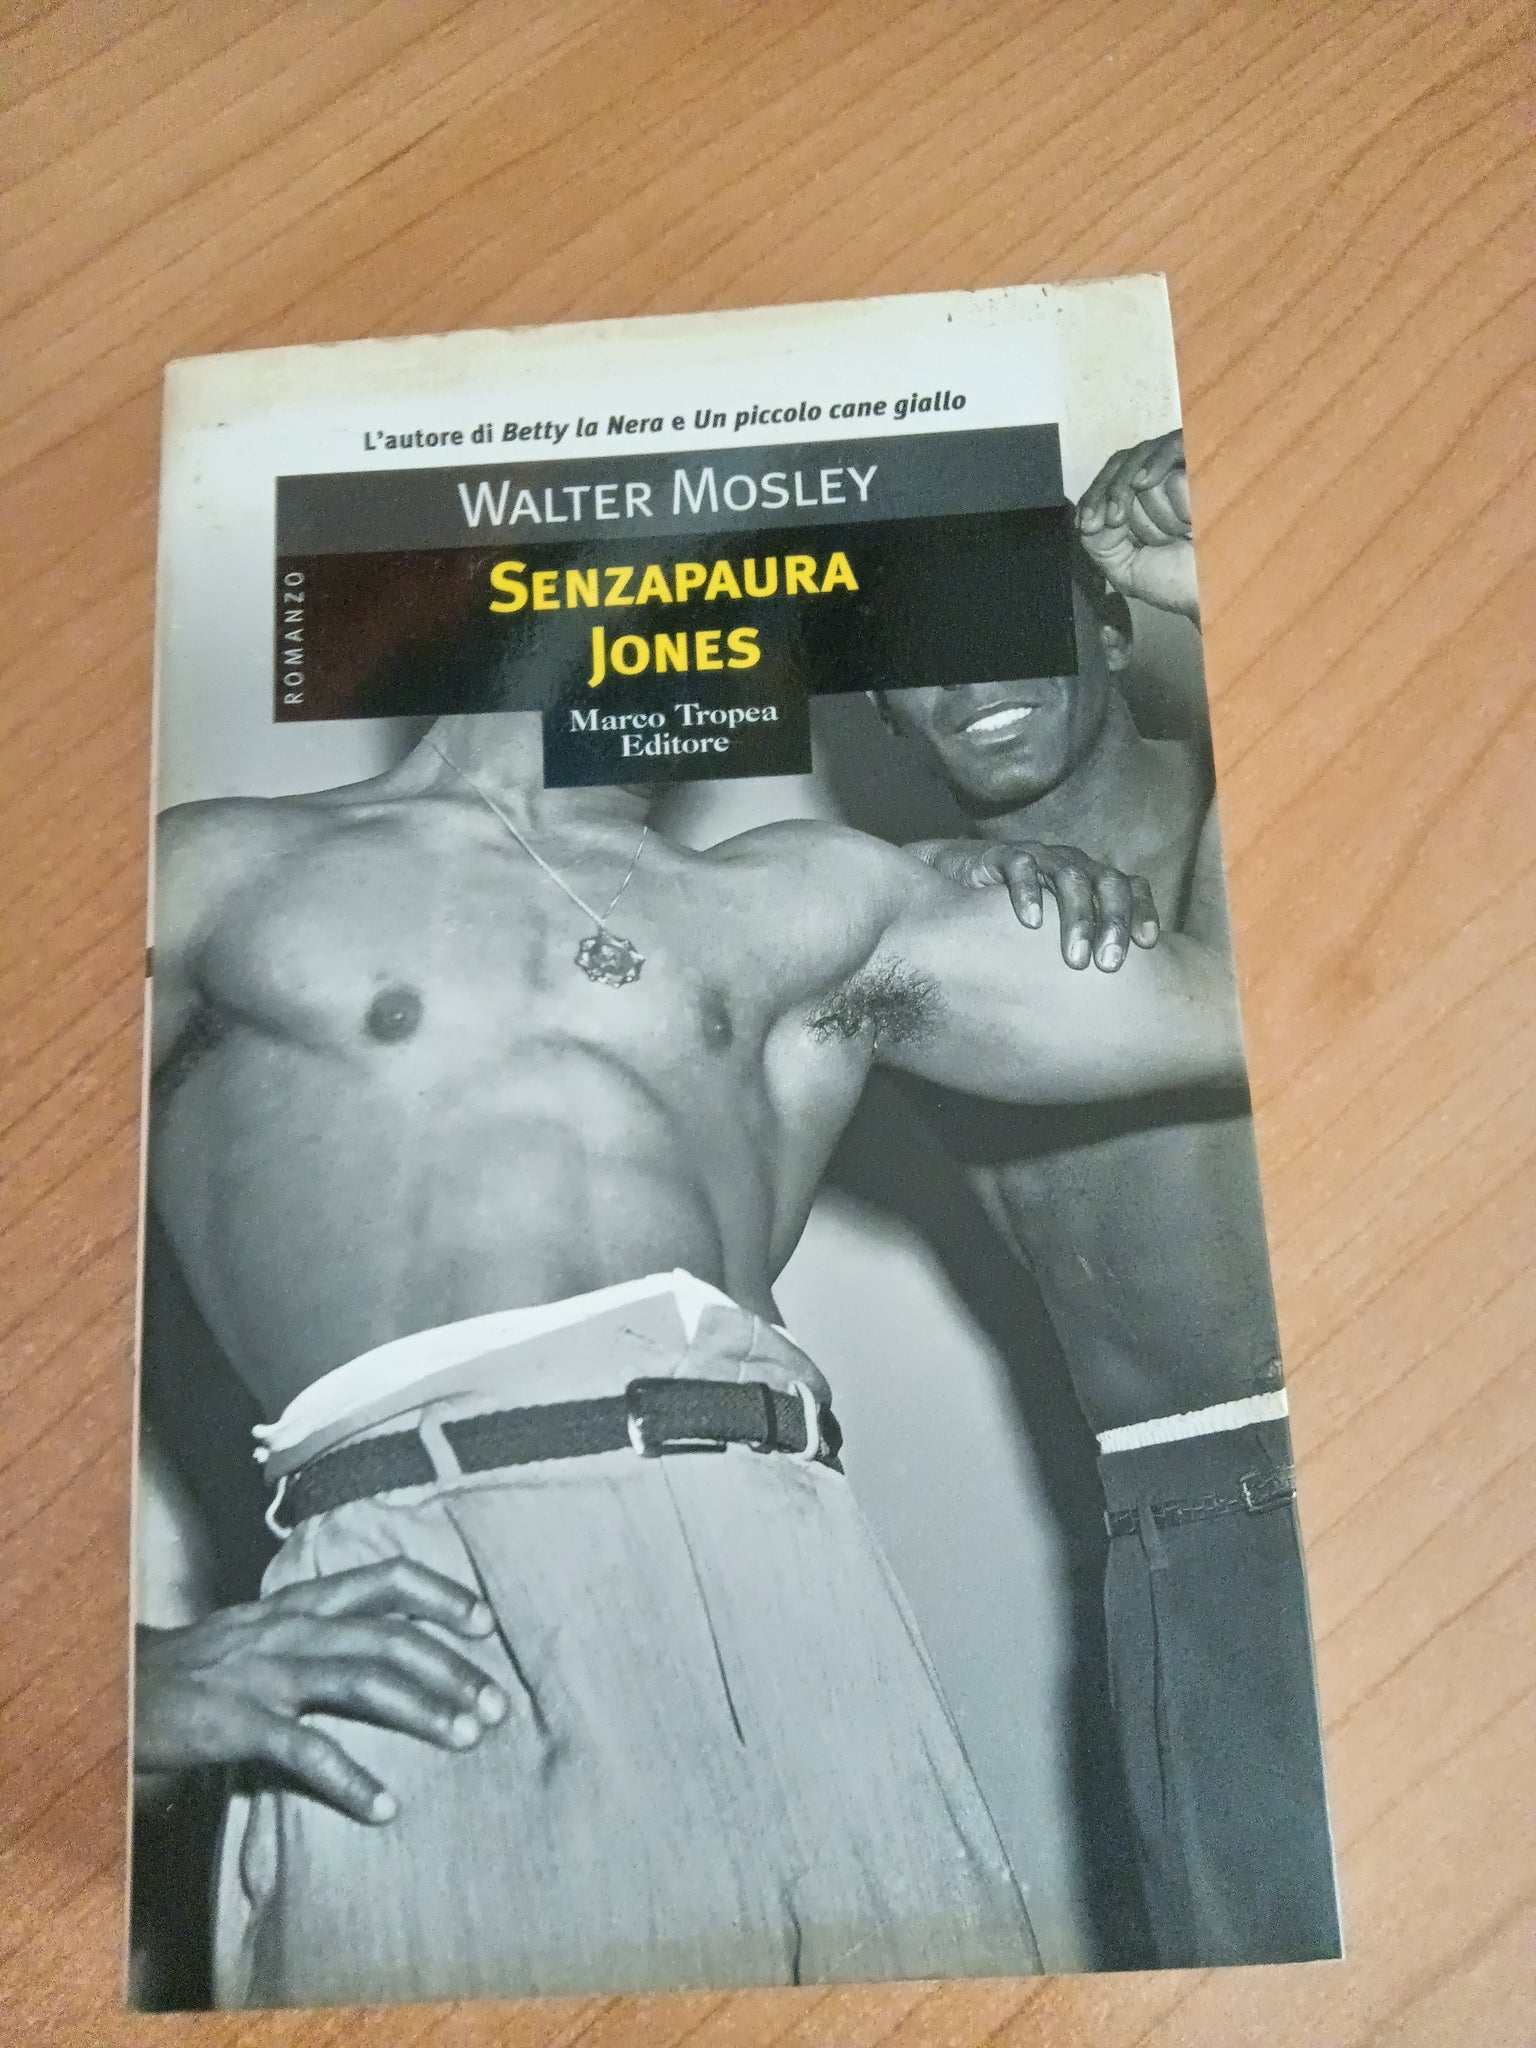 L'autore di Betty la Nera e Un piccolo cane giallo
WALTER MOSLEY
SENZAPAURA
JONES
ROMANZO
Marco Tropea
Editore